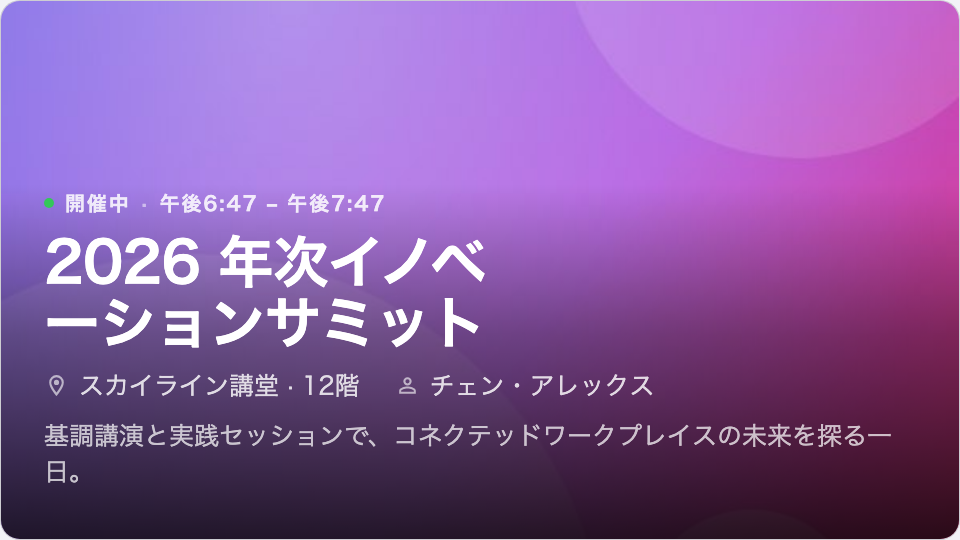 開催中 · 午後6:47 – 午後7:47
2026 年次イノベ
ーションサミット
スカイライン講堂 · 12階 チェン・アレックス
基調講演と実践セッションで、コネクテッドワークプレイスの未来を探る一
日。